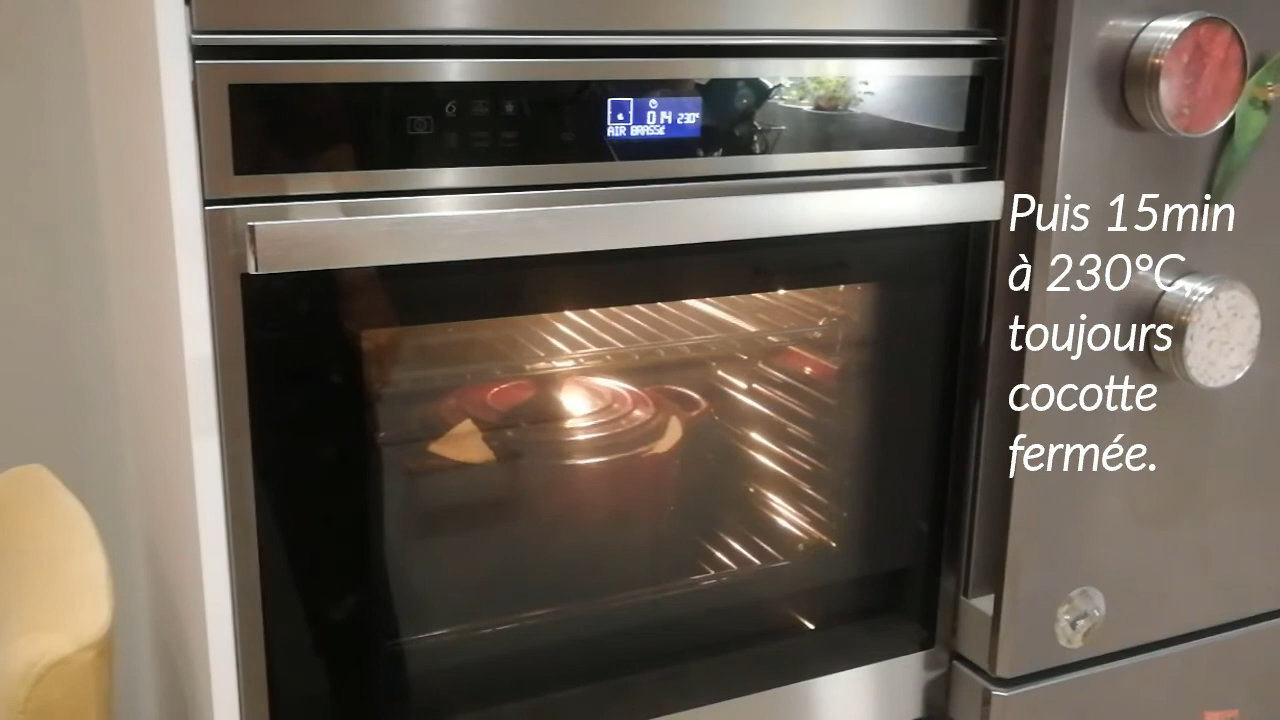 0:14 230°
AIR BRASSé
Puis 15min
à 230°C,
toujours
cocotte
fermée.